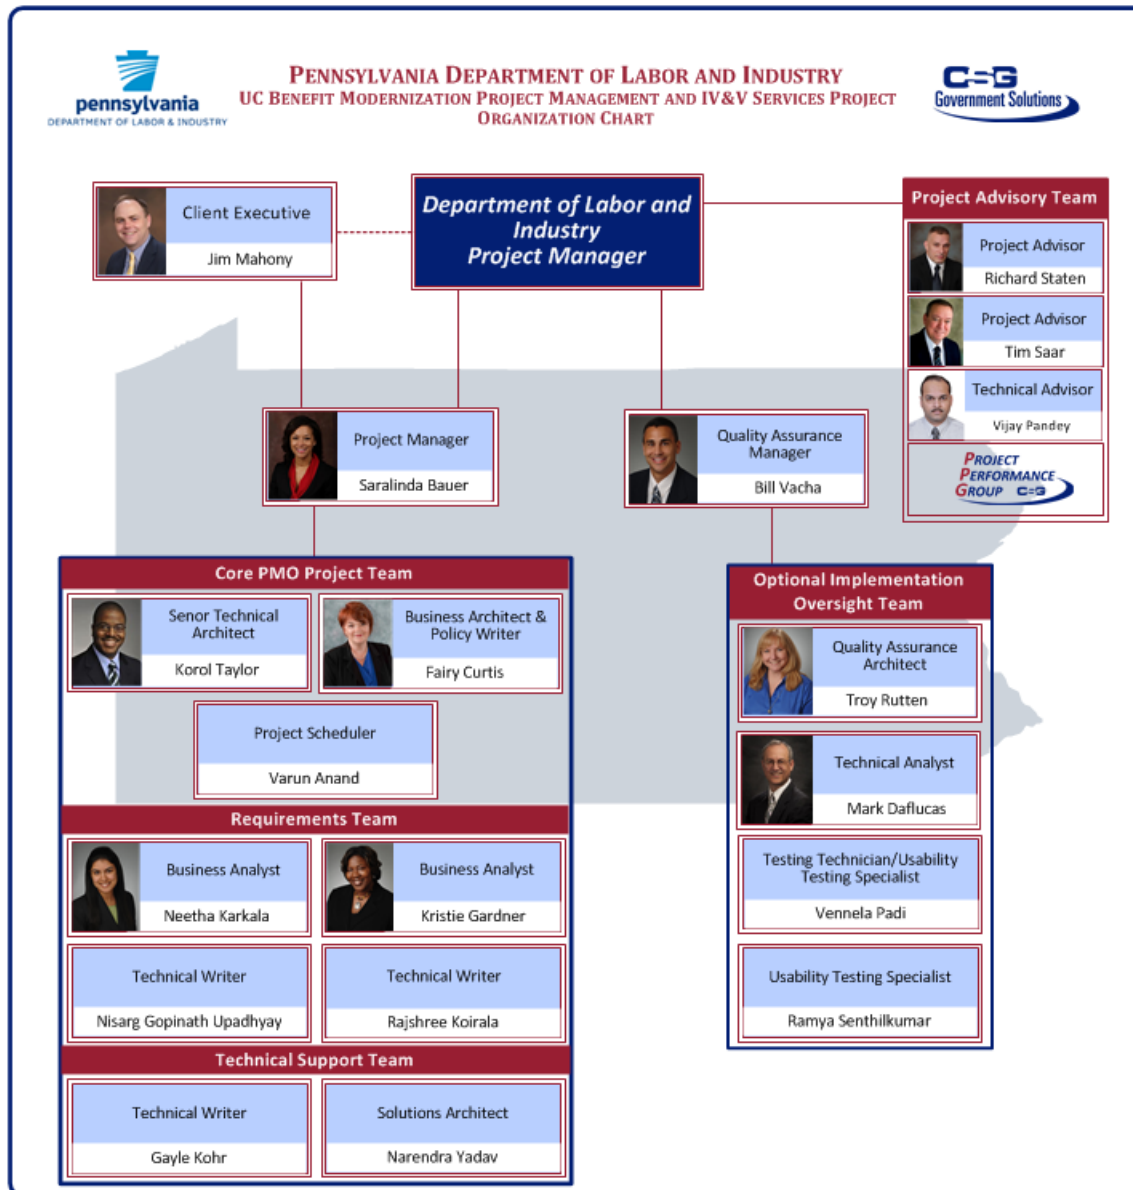 pennsylvania
DEPARTMENT OF LABOR & INDUSTRY
PENNSYLVANIA DEPARTMENT OF LABOR AND INDUSTRY
UC BENEFIT MODERNIZATION PROJECT MANAGEMENT AND IV&V SERVICES PROJECT
ORGANIZATION CHART
CSG
Government Solutions
Client Executive
Jim Mahony
Department of Labor and
Industry
Project Manager
Project Advisory Team
Project Advisor
Richard Staten
Project Advisor
Tim Saar
Technical Advisor
Vijay Pandey
PROJECT
PERFORMANCE
GROUP CSG
Project Manager
Saralinda Bauer
Quality Assurance
Manager
Bill Vacha
Core PMO Project Team
Senor Technical
Architect
Korol Taylor
Business Architect &
Policy Writer
Fairy Curtis
Project Scheduler
Varun Anand
Requirements Team
Business Analyst
Neetha Karkala
Business Analyst
Kristie Gardner
Technical Writer
Nisarg Gopinath Upadhyay
Technical Writer
Rajshree Koirala
Technical Support Team
Technical Writer
Gayle Kohr
Solutions Architect
Narendra Yadav
Optional Implementation
Oversight Team
Quality Assurance
Architect
Troy Rutten
Technical Analyst
Mark Daflucas
Testing Technician/Usability
Testing Specialist
Vennela Padi
Usability Testing Specialist
Ramya Senthilkumar